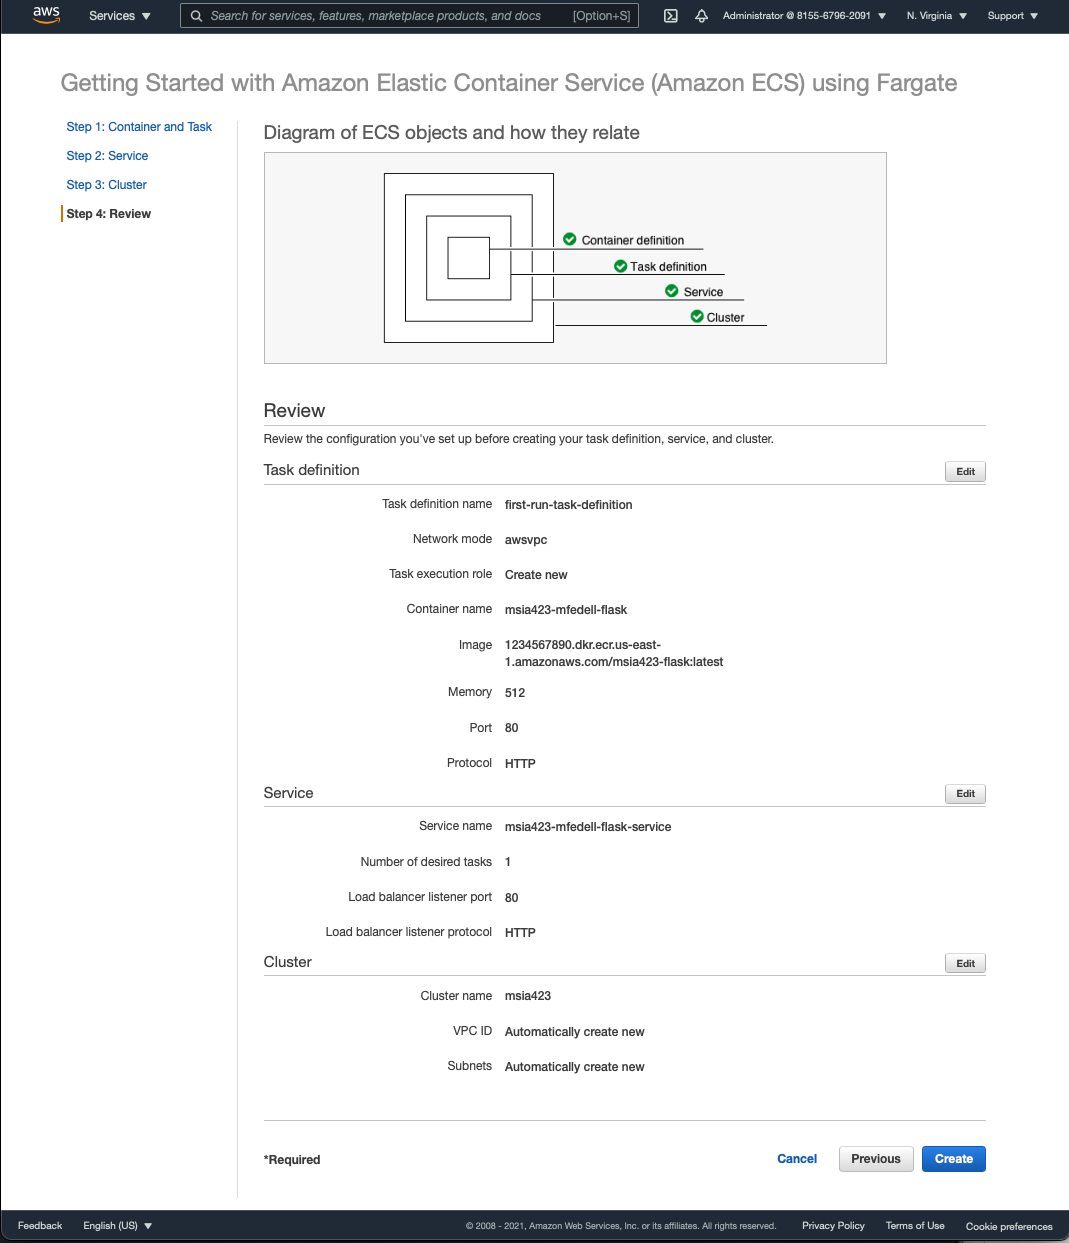 aws
Services
Search for services, features, marketplace products, and docs [Option+S]
Administrator @ 8155-6796-2091
N. Virginia
Support
Getting Started with Amazon Elastic Container Service (Amazon ECS) using Fargate
Step 1: Container and Task
Step 2: Service
Step 3: Cluster
Step 4: Review
Diagram of ECS objects and how they relate
Container definition
Task definition
Service
Cluster
Review
Review the configuration you've set up before creating your task definition, service, and cluster.
Task definition
Edit
Task definition name first-run-task-definition
Network mode awsvpc
Task execution role Create new
Container name msia423-mfedell-flask
Image 1234567890.dkr.ecr.us-east-
1.amazonaws.com/msia423-flask:latest
Memory 512
Port 80
Protocol HTTP
Service
Edit
Service name msia423-mfedell-flask-service
Number of desired tasks 1
Load balancer listener port 80
Load balancer listener protocol HTTP
Cluster
Edit
Cluster name msia423
VPC ID Automatically create new
Subnets Automatically create new
*Required
Cancel
Previous
Create
Feedback
English (US)
© 2008 - 2021, Amazon Web Services, Inc. or its affiliates. All rights reserved.
Privacy Policy
Terms of Use
Cookie preferences